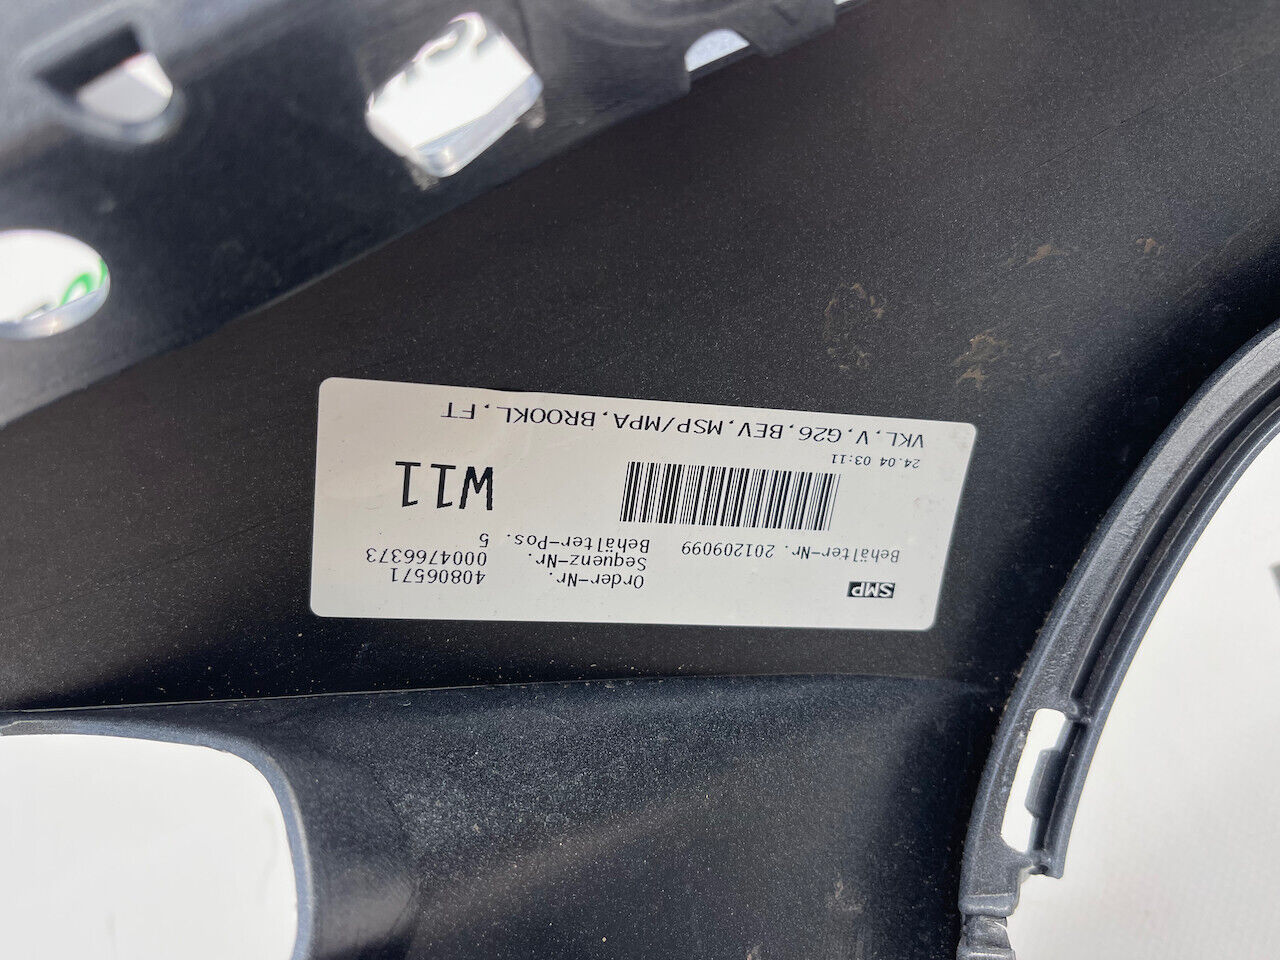 SMP
Order-Nr. 40806571
Sequenz-Nr. 0004766373
Behälter-Nr. 201209099
Behälter-Pos. 5
W11
24.04 03:11
VKL,V,G26,BEV,MSP/MPA,BROOKL,FT